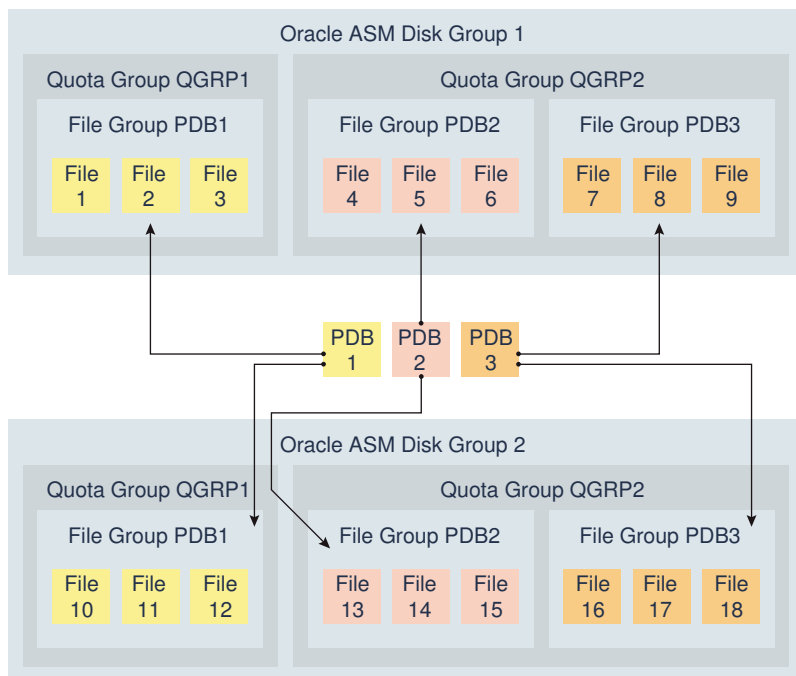 Oracle ASM Disk Group 1
Quota Group QGRP1
Quota Group QGRP2
File Group PDB1
File Group PDB2
File Group PDB3
File 1
File 2
File 3
File 4
File 5
File 6
File 7
File 8
File 9
PDB 1
PDB 2
PDB 3
Oracle ASM Disk Group 2
Quota Group QGRP1
Quota Group QGRP2
File Group PDB1
File Group PDB2
File Group PDB3
File 10
File 11
File 12
File 13
File 14
File 15
File 16
File 17
File 18